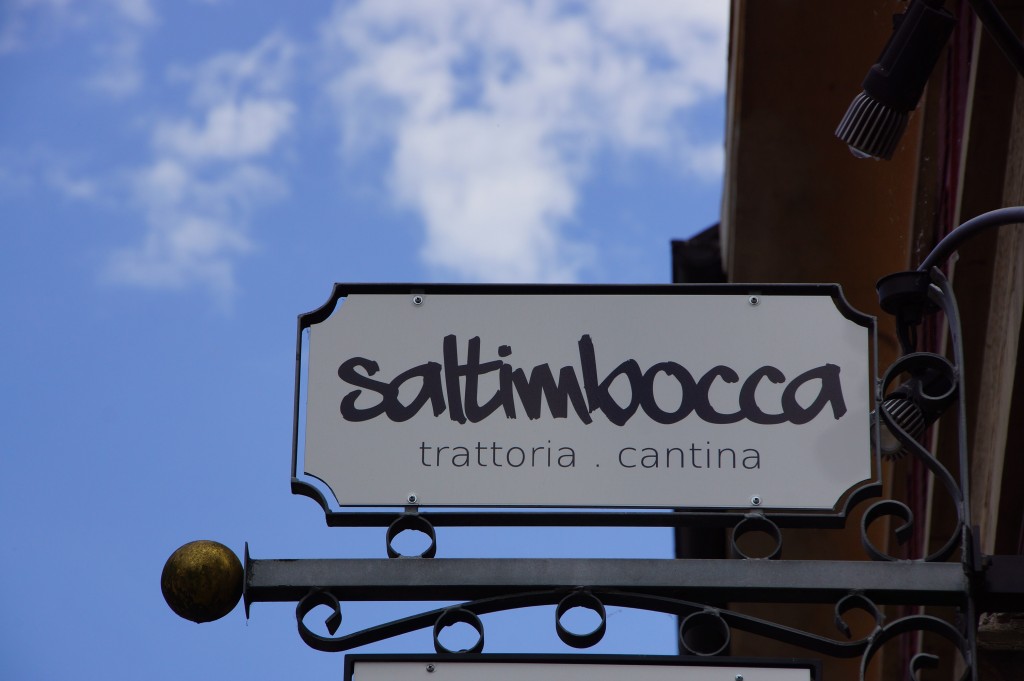 saltimbocca
trattoria . cantina